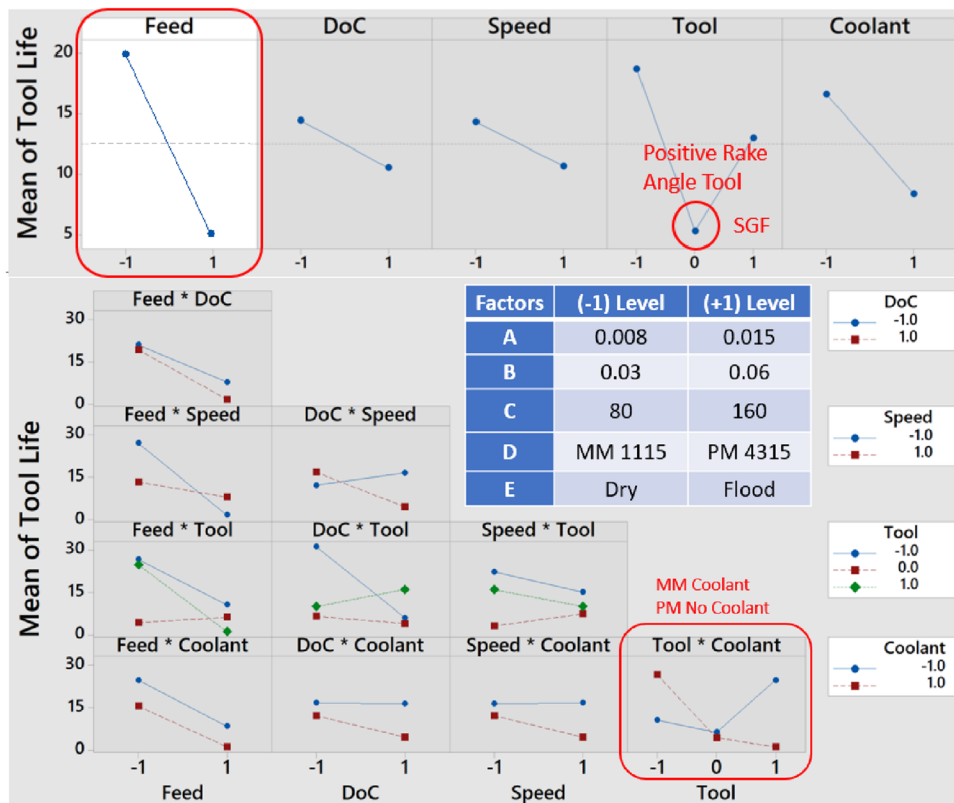 Feed DoC Speed Tool Coolant
Mean of Tool Life
20
15
10
5
Positive Rake
Angle Tool
SGF
-1 1 -1 1 -1 1 -1 0 1 -1 1
Mean of Tool Life
Feed * DoC
30
15
0
Factors (-1) Level (+1) Level
A 0.008 0.015
B 0.03 0.06
C 80 160
D MM 1115 PM 4315
E Dry Flood
DoC
-1.0
1.0
Feed * Speed DoC * Speed
30
15
0
Speed
-1.0
1.0
Feed * Tool DoC * Tool Speed * Tool
30
15
0
Tool
-1.0
0.0
1.0
MM Coolant
PM No Coolant
Feed * Coolant DoC * Coolant Speed * Coolant Tool * Coolant
30
15
0
Coolant
-1.0
1.0
-1 1 -1 1 -1 1 -1 0 1
Feed DoC Speed Tool